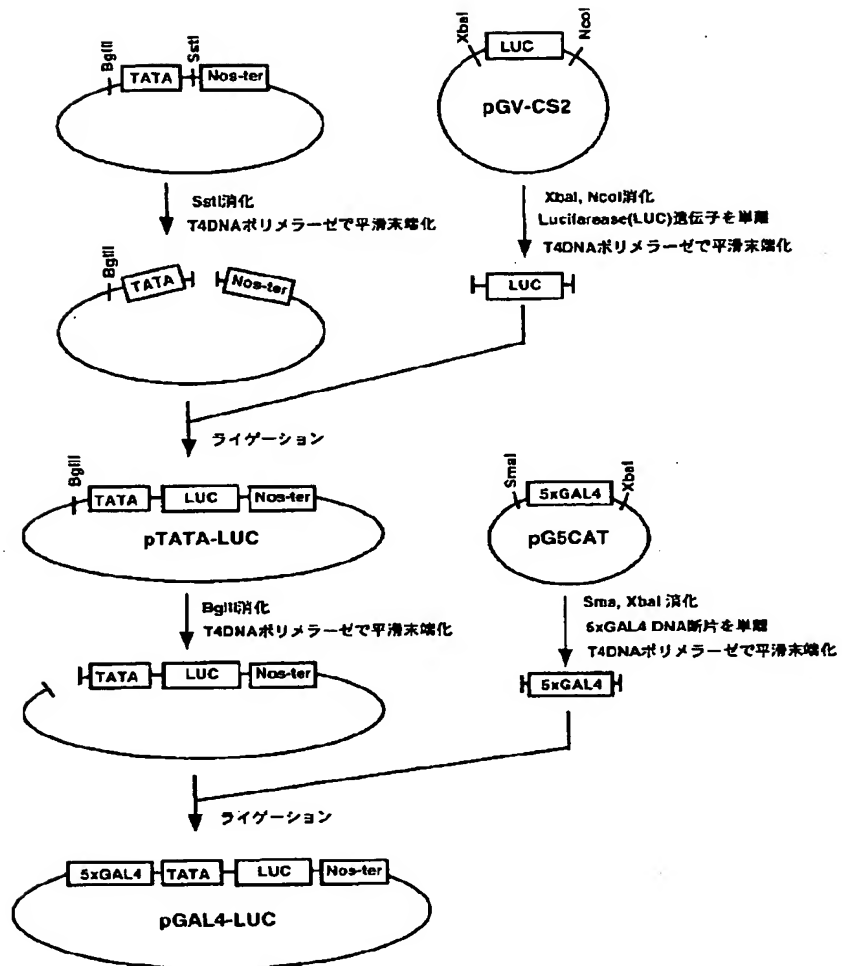 BglII
TATA
SstI
Nos-ter
XbaI
LUC
NcoI
pGV-CS2
SstI消化
T4DNAポリメラーゼで平滑末端化
XbaI, NcoI消化
Lucifarease(LUC)遺伝子を単離
T4DNAポリメラーゼで平滑末端化
BglII
TATA
Nos-ter
LUC
ライゲーション
BglII
TATA
LUC
Nos-ter
pTATA-LUC
SmaI
5xGAL4
XbaI
pG5CAT
BglII消化
T4DNAポリメラーゼで平滑末端化
Sma, XbaI 消化
5xGAL4 DNA断片を単離
T4DNAポリメラーゼで平滑末端化
TATA
LUC
Nos-ter
5xGAL4
ライゲーション
5xGAL4
TATA
LUC
Nos-ter
pGAL4-LUC